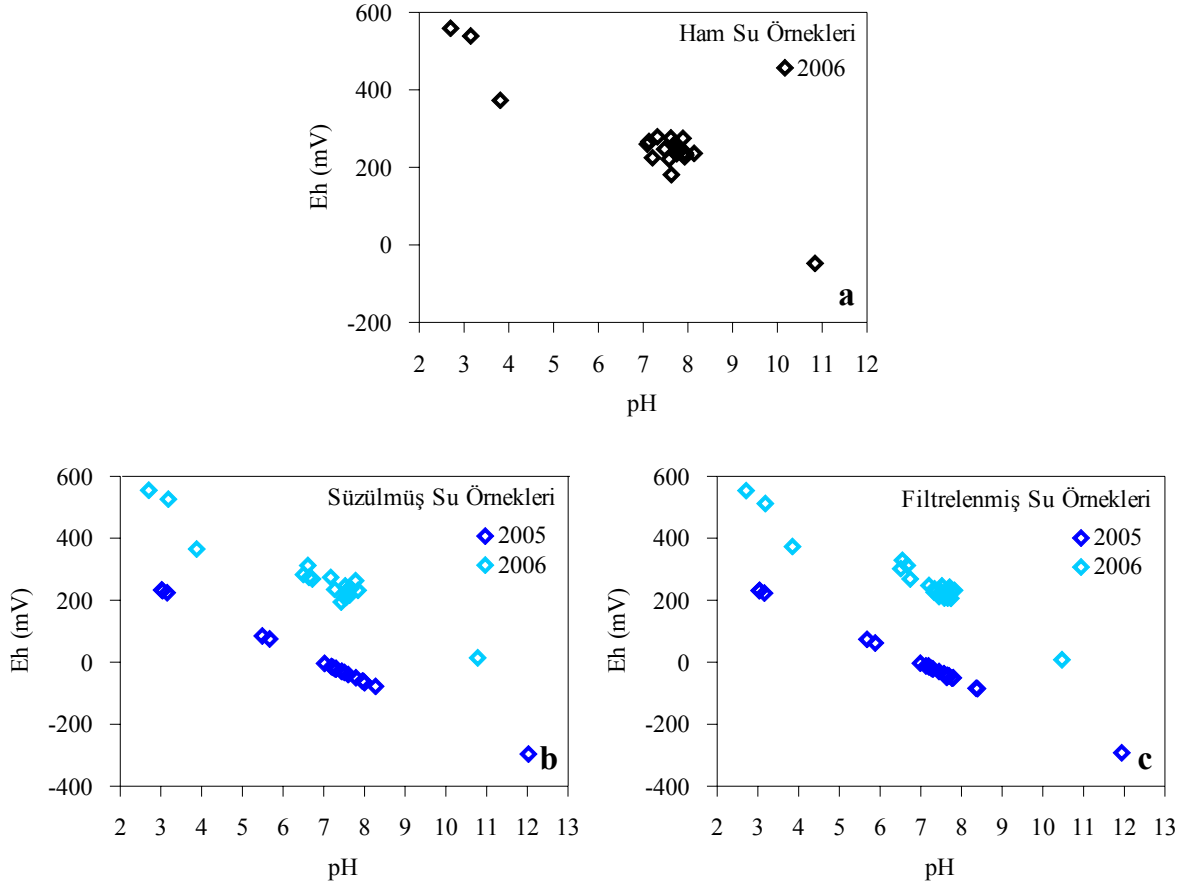 600
Ham Su Örnekleri
2006
400
200
0
-200
Eh (mV)
2 3 4 5 6 7 8 9 10 11 12
pH
a
600
Süzülmüş Su Örnekleri
2005
2006
400
200
0
-200
-400
Eh (mV)
2 3 4 5 6 7 8 9 10 11 12 13
pH
b
600
Filtrelenmiş Su Örnekleri
2005
2006
400
200
0
-200
-400
Eh (mV)
2 3 4 5 6 7 8 9 10 11 12 13
pH
c